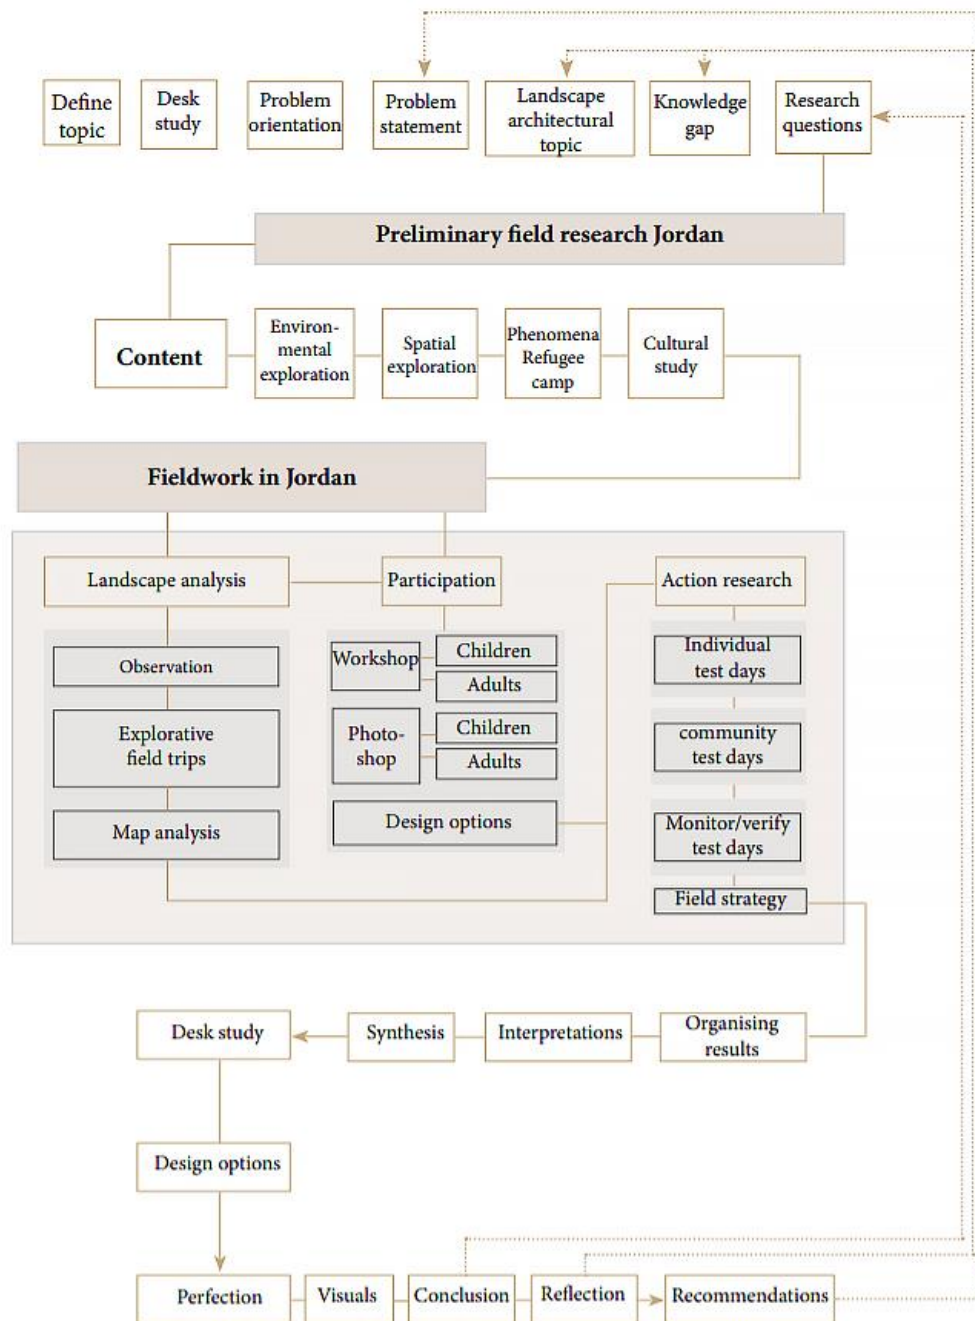 Define
topic
Desk
study
Problem
orientation
Problem
statement
Landscape
architectural
topic
Knowledge
gap
Research
questions
Preliminary field research Jordan
Content
Environ-
mental
exploration
Spatial
exploration
Phenomena
Refugee
camp
Cultural
study
Fieldwork in Jordan
Landscape analysis
Participation
Action research
Observation
Explorative
field trips
Map analysis
Workshop
Children
Adults
Photo-
shop
Children
Adults
Design options
Individual
test days
community
test days
Monitor/verify
test days
Field strategy
Desk study
Synthesis
Interpretations
Organising
results
Design options
Perfection
Visuals
Conclusion
Reflection
Recommendations